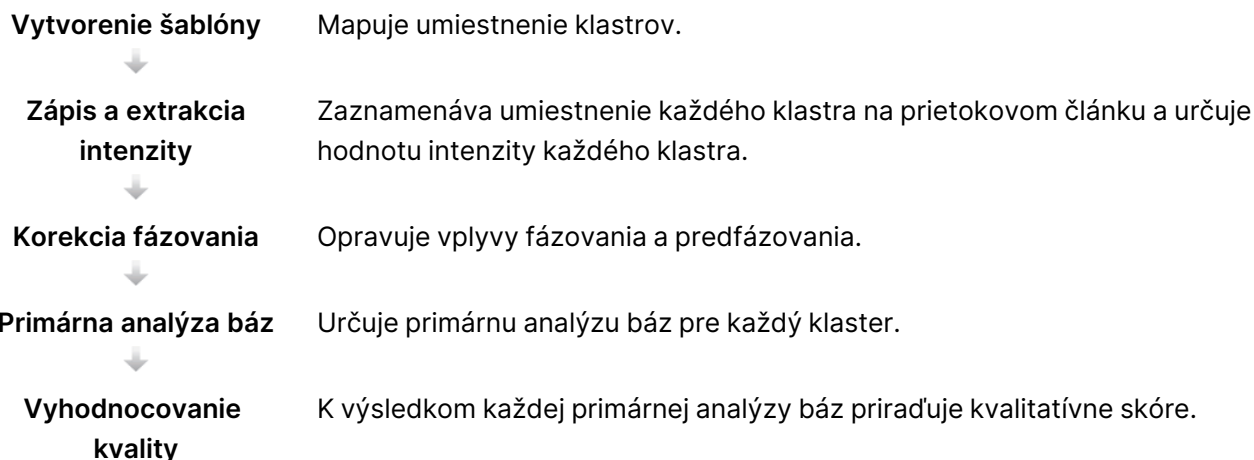 Vytvorenie šablóny Mapuje umiestnenie klastrov.
Zápis a extrakcia Zaznamenáva umiestnenie každého klastra na prietokovom článku a určuje
intenzity hodnotu intenzity každého klastra.
Korekcia fázovania Opravuje vplyvy fázovania a predfázovania.
Primárna analýza báz Určuje primárnu analýzu báz pre každý klaster.
Vyhodnocovanie K výsledkom každej primárnej analýzy báz priraďuje kvalitatívne skóre.
kvality